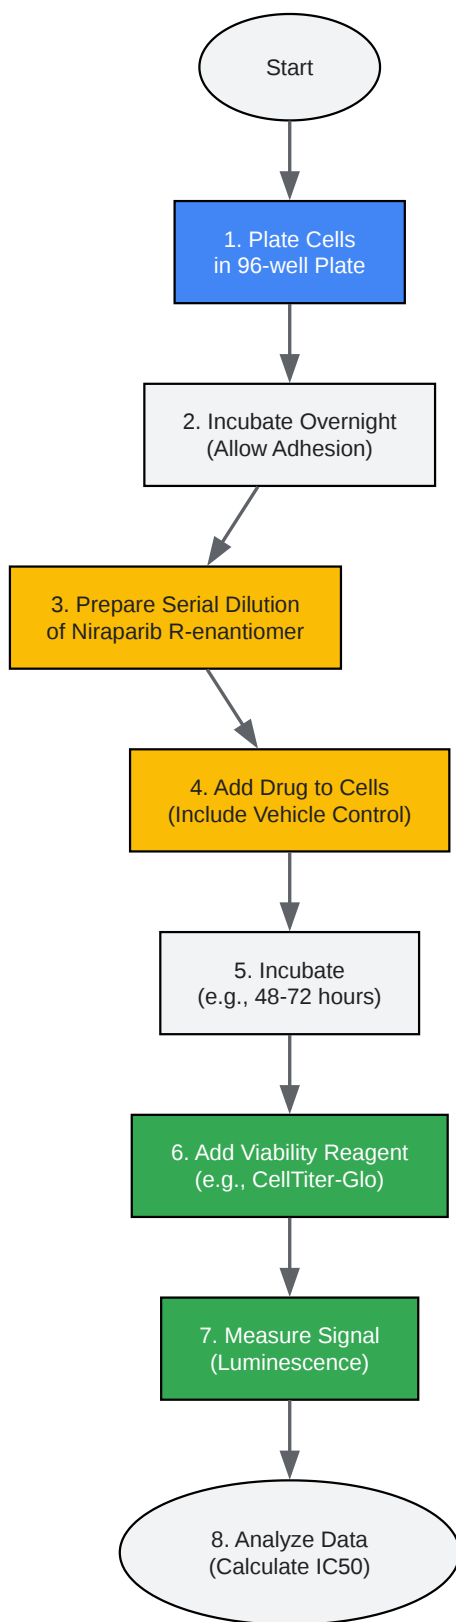 Start
1. Plate Cells
in 96-well Plate
2. Incubate Overnight
(Allow Adhesion)
3. Prepare Serial Dilution
of Niraparib R-enantiomer
4. Add Drug to Cells
(Include Vehicle Control)
5. Incubate
(e.g., 48-72 hours)
6. Add Viability Reagent
(e.g., CellTiter-Glo)
7. Measure Signal
(Luminescence)
8. Analyze Data
(Calculate IC50)